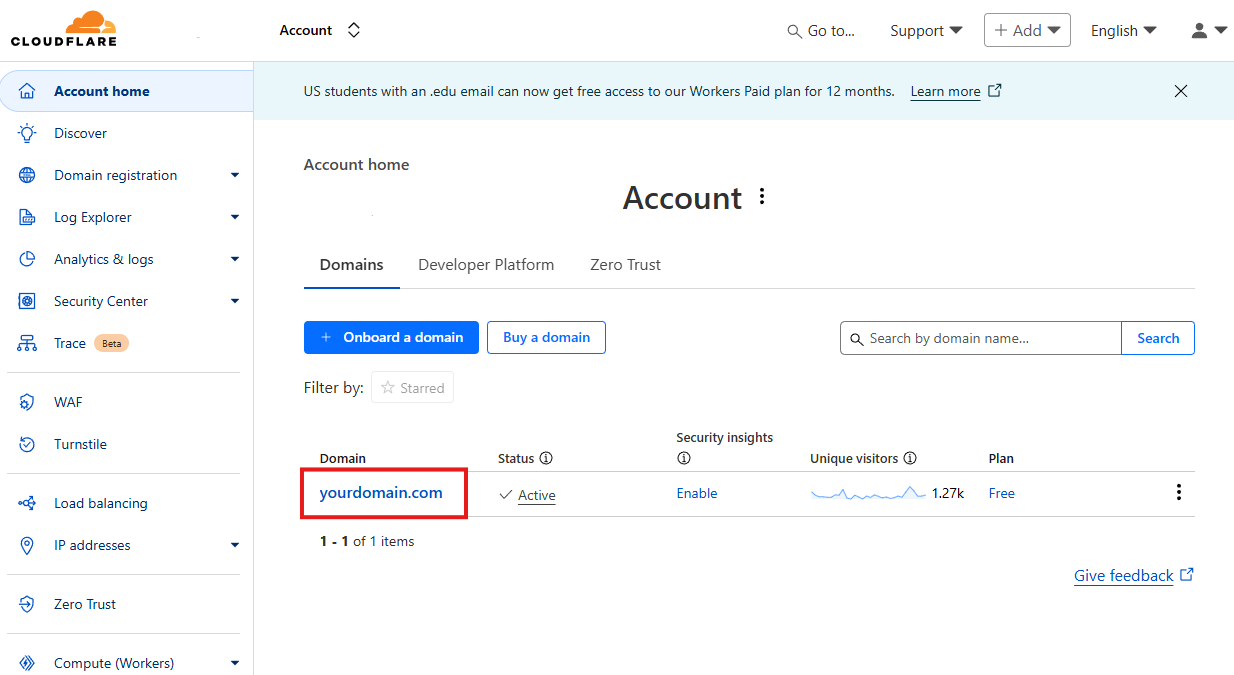 CLOUDFLARE
Account
Go to...
Support
Add
English
Account home
Discover
Domain registration
Log Explorer
Analytics & logs
Security Center
Trace Beta
WAF
Turnstile
Load balancing
IP addresses
Zero Trust
Compute (Workers)
US students with an .edu email can now get free access to our Workers Paid plan for 12 months. Learn more
Account home
Account
Domains Developer Platform Zero Trust
+ Onboard a domain Buy a domain
Search by domain name... Search
Filter by: Starred
Domain Status Security insights Unique visitors Plan
yourdomain.com Active Enable 1.27k Free
1 - 1 of 1 items
Give feedback